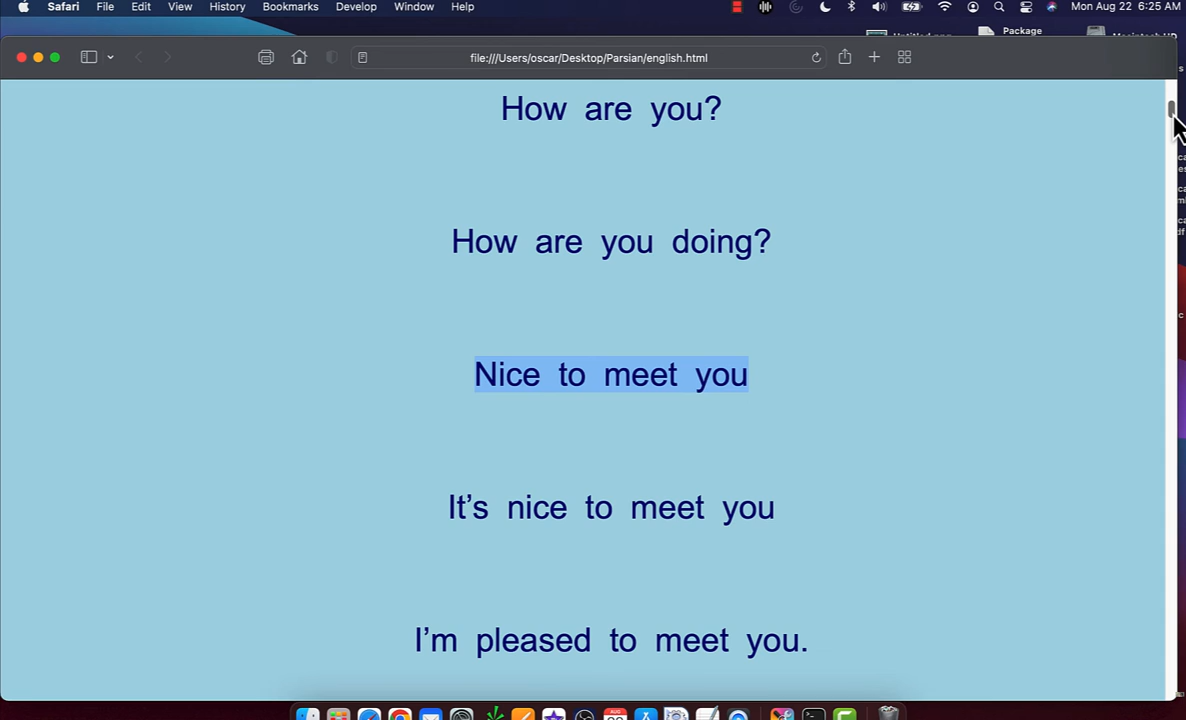 Safari File Edit View History Bookmarks Develop Window Help Mon Aug 22 6:25 AM
Package
file:///Users/oscar/Desktop/Parsian/english.html
How are you?
How are you doing?
Nice to meet you
It’s nice to meet you
I’m pleased to meet you.